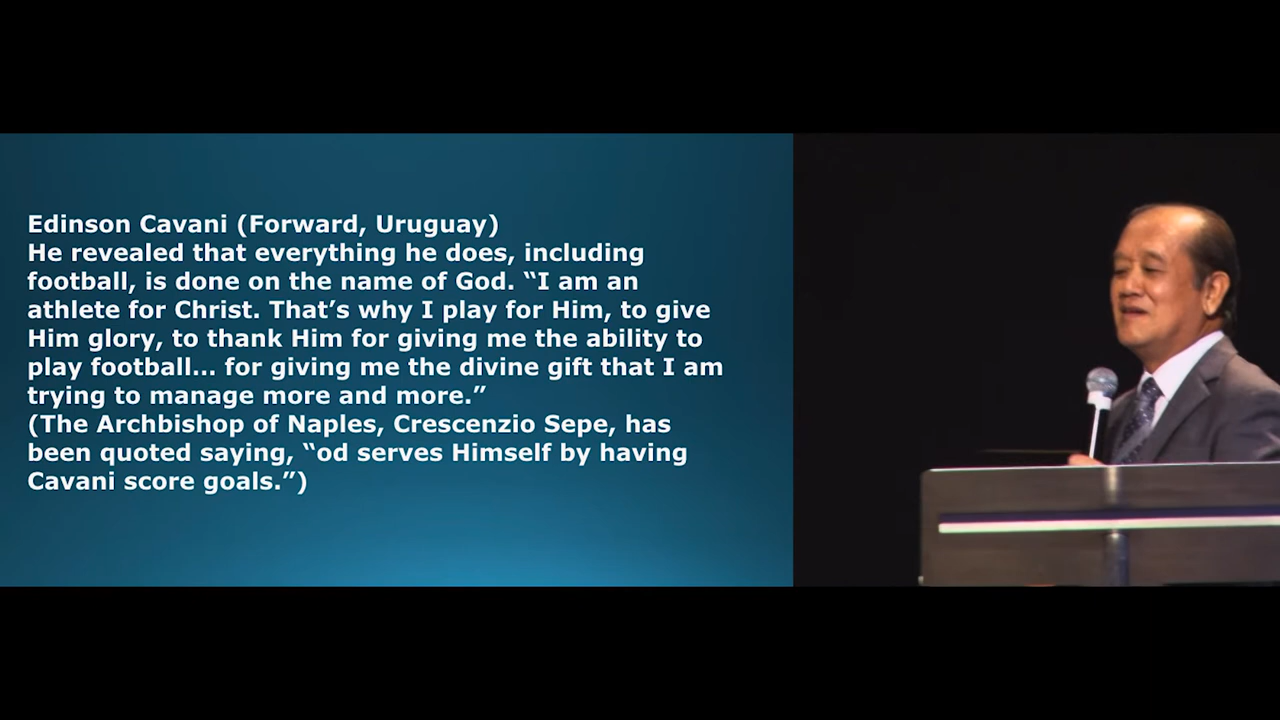 Edinson Cavani (Forward, Uruguay)
He revealed that everything he does, including
football, is done on the name of God. “I am an
athlete for Christ. That’s why I play for Him, to give
Him glory, to thank Him for giving me the ability to
play football... for giving me the divine gift that I am
trying to manage more and more.”
(The Archbishop of Naples, Crescenzio Sepe, has
been quoted saying, “od serves Himself by having
Cavani score goals.”)